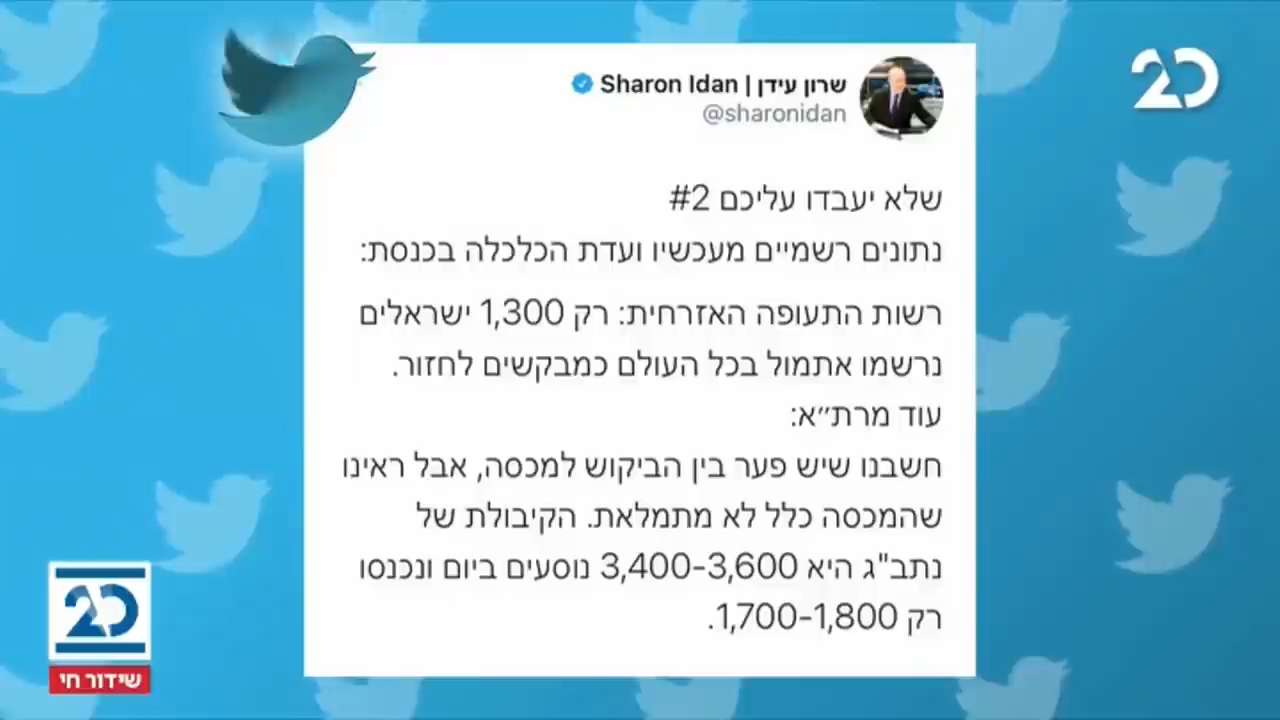 שרון עידן | Sharon Idan
@sharonidan
20
שלא יעבדו עליכם 2#
נתונים רשמיים מעכשיו ועדת הכלכלה בכנסת:
רשות התעופה האזרחית: רק 1,300 ישראלים
נרשמו אתמול בכל העולם כמבקשים לחזור.
עוד מרת״א:
חשבנו שיש פער בין הביקוש למכסה, אבל ראינו
שהמכסה כלל לא מתמלאת. הקיבולת של
נתב"ג היא 3,400-3,600 נוסעים ביום ונכנסו
רק 1,700-1,800.
20
שידור חי